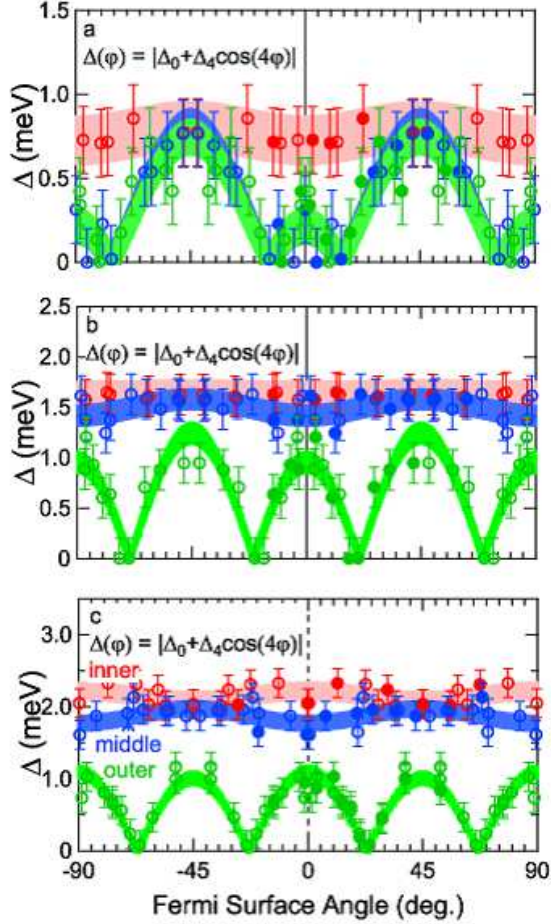 a
Δ(φ) = |Δ₀+Δ₄cos(4φ)|
1.5
1.0
0.5
0
Δ (meV)
b
Δ(φ) = |Δ₀+Δ₄cos(4φ)|
2.5
2.0
1.5
1.0
0.5
0
Δ (meV)
c
Δ(φ) = |Δ₀+Δ₄cos(4φ)|
inner
middle
outer
3.0
2.0
1.0
0
Δ (meV)
-90 -45 0 45 90
Fermi Surface Angle (deg.)